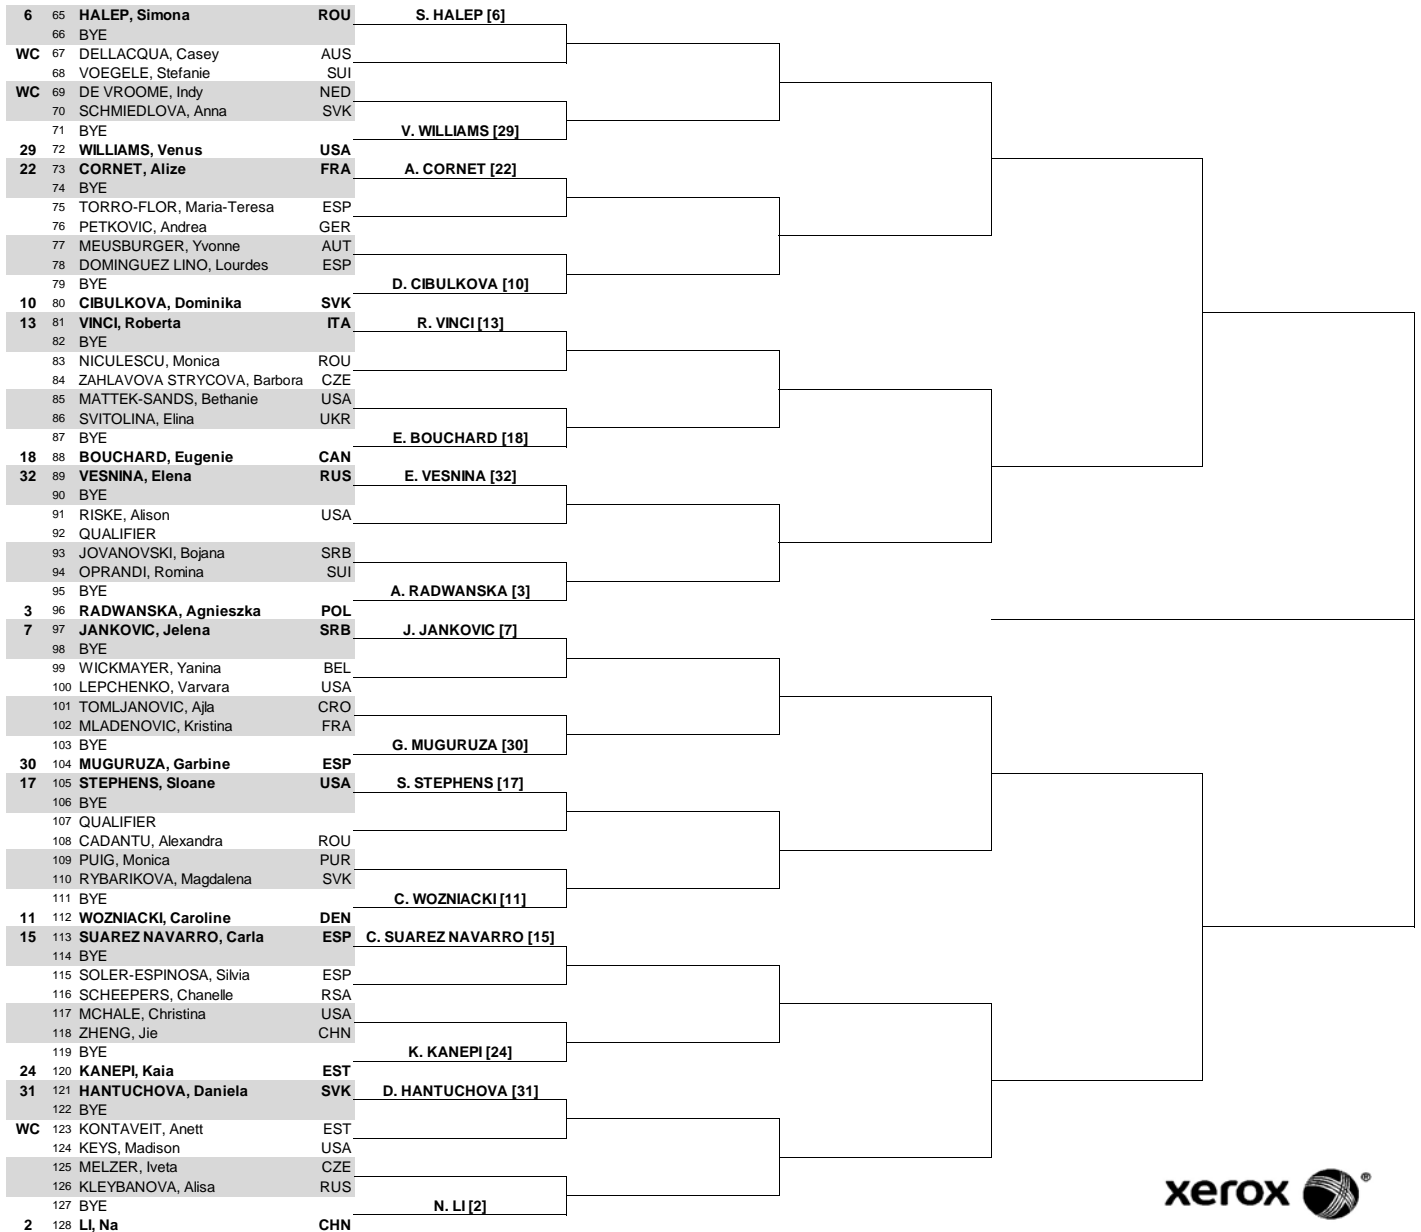 6 65 HALEP, Simona ROU S. HALEP [6]
66 BYE
WC 67 DELLACQUA, Casey AUS
68 VOEGELE, Stefanie SUI
WC 69 DE VROOME, Indy NED
70 SCHMIEDLOVA, Anna SVK
71 BYE V. WILLIAMS [29]
29 72 WILLIAMS, Venus USA
22 73 CORNET, Alize FRA A. CORNET [22]
74 BYE
75 TORRO-FLOR, Maria-Teresa ESP
76 PETKOVIC, Andrea GER
77 MEUSBURGER, Yvonne AUT
78 DOMINGUEZ LINO, Lourdes ESP
79 BYE D. CIBULKOVA [10]
10 80 CIBULKOVA, Dominika SVK
13 81 VINCI, Roberta ITA R. VINCI [13]
82 BYE
83 NICULESCU, Monica ROU
84 ZAHLAVOVA STRYCOVA, Barbora CZE
85 MATTEK-SANDS, Bethanie USA
86 SVITOLINA, Elina UKR
87 BYE E. BOUCHARD [18]
18 88 BOUCHARD, Eugenie CAN
32 89 VESNINA, Elena RUS E. VESNINA [32]
90 BYE
91 RISKE, Alison USA
92 QUALIFIER
93 JOVANOVSKI, Bojana SRB
94 OPRANDI, Romina SUI
95 BYE A. RADWANSKA [3]
3 96 RADWANSKA, Agnieszka POL
7 97 JANKOVIC, Jelena SRB J. JANKOVIC [7]
98 BYE
99 WICKMAYER, Yanina BEL
100 LEPCHENKO, Varvara USA
101 TOMLJANOVIC, Ajla CRO
102 MLADENOVIC, Kristina FRA
103 BYE G. MUGURUZA [30]
30 104 MUGURUZA, Garbine ESP
17 105 STEPHENS, Sloane USA S. STEPHENS [17]
106 BYE
107 QUALIFIER
108 CADANTU, Alexandra ROU
109 PUIG, Monica PUR
110 RYBARIKOVA, Magdalena SVK
111 BYE C. WOZNIACKI [11]
11 112 WOZNIACKI, Caroline DEN
15 113 SUAREZ NAVARRO, Carla ESP C. SUAREZ NAVARRO [15]
114 BYE
115 SOLER-ESPINOSA, Silvia ESP
116 SCHEEPERS, Chanelle RSA
117 MCHALE, Christina USA
118 ZHENG, Jie CHN
119 BYE K. KANEPI [24]
24 120 KANEPI, Kaia EST
31 121 HANTUCHOVA, Daniela SVK D. HANTUCHOVA [31]
122 BYE
WC 123 KONTAVEIT, Anett EST
124 KEYS, Madison USA
125 MELZER, Iveta CZE
126 KLEYBANOVA, Alisa RUS
127 BYE N. LI [2]
2 128 LI, Na CHN
xerox ®